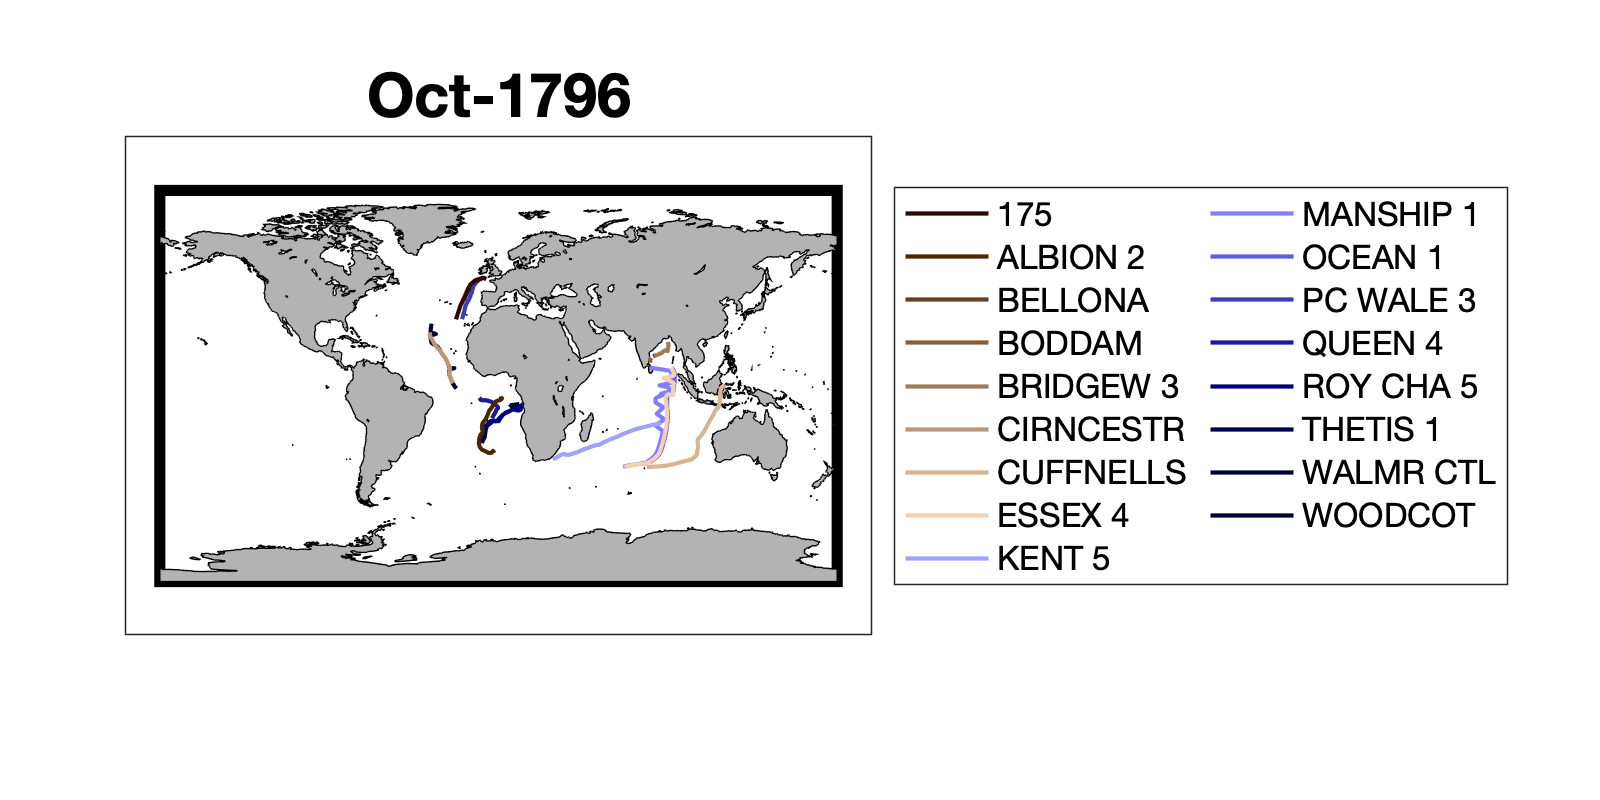 Oct-1796
175
ALBION 2
BELLONA
BODDAM
BRIDGEW 3
CIRNCESTR
CUFFNELLS
ESSEX 4
KENT 5
MANSHIP 1
OCEAN 1
PC WALE 3
QUEEN 4
ROY CHA 5
THETIS 1
WALMR CTL
WOODCOT